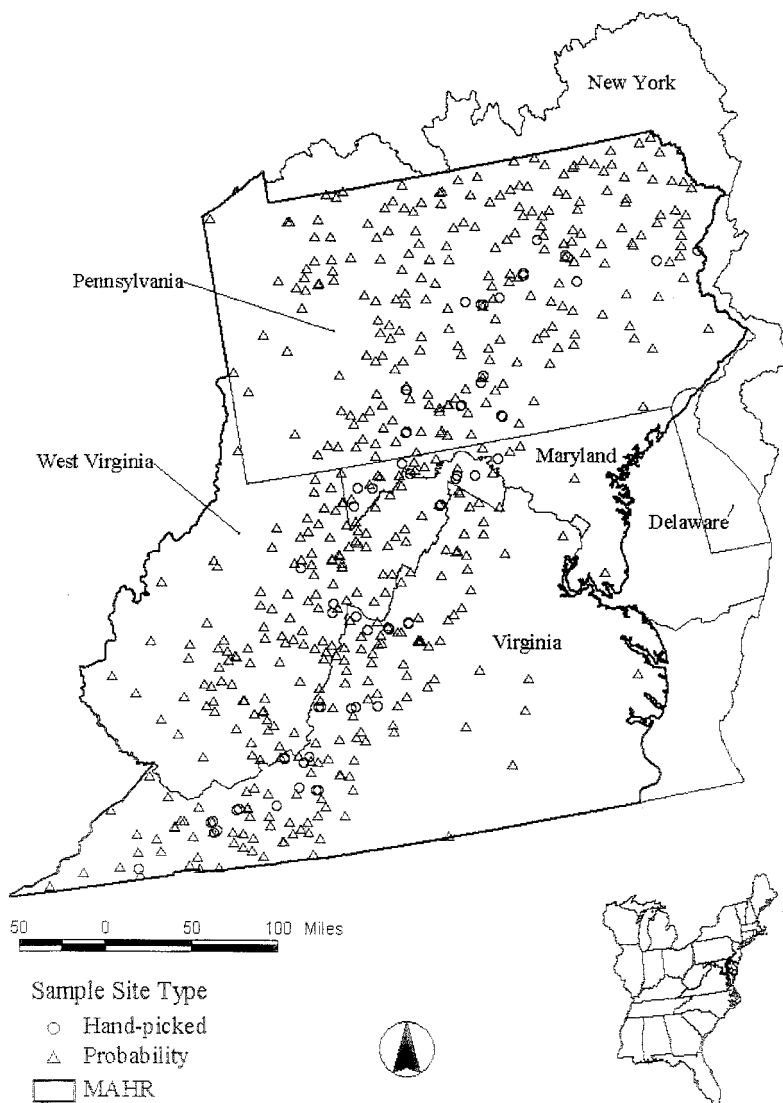 New York
Pennsylvania
West Virginia
Maryland
Delaware
Virginia
50 0 50 100 Miles
Sample Site Type
Hand-picked
Probability
MAHR